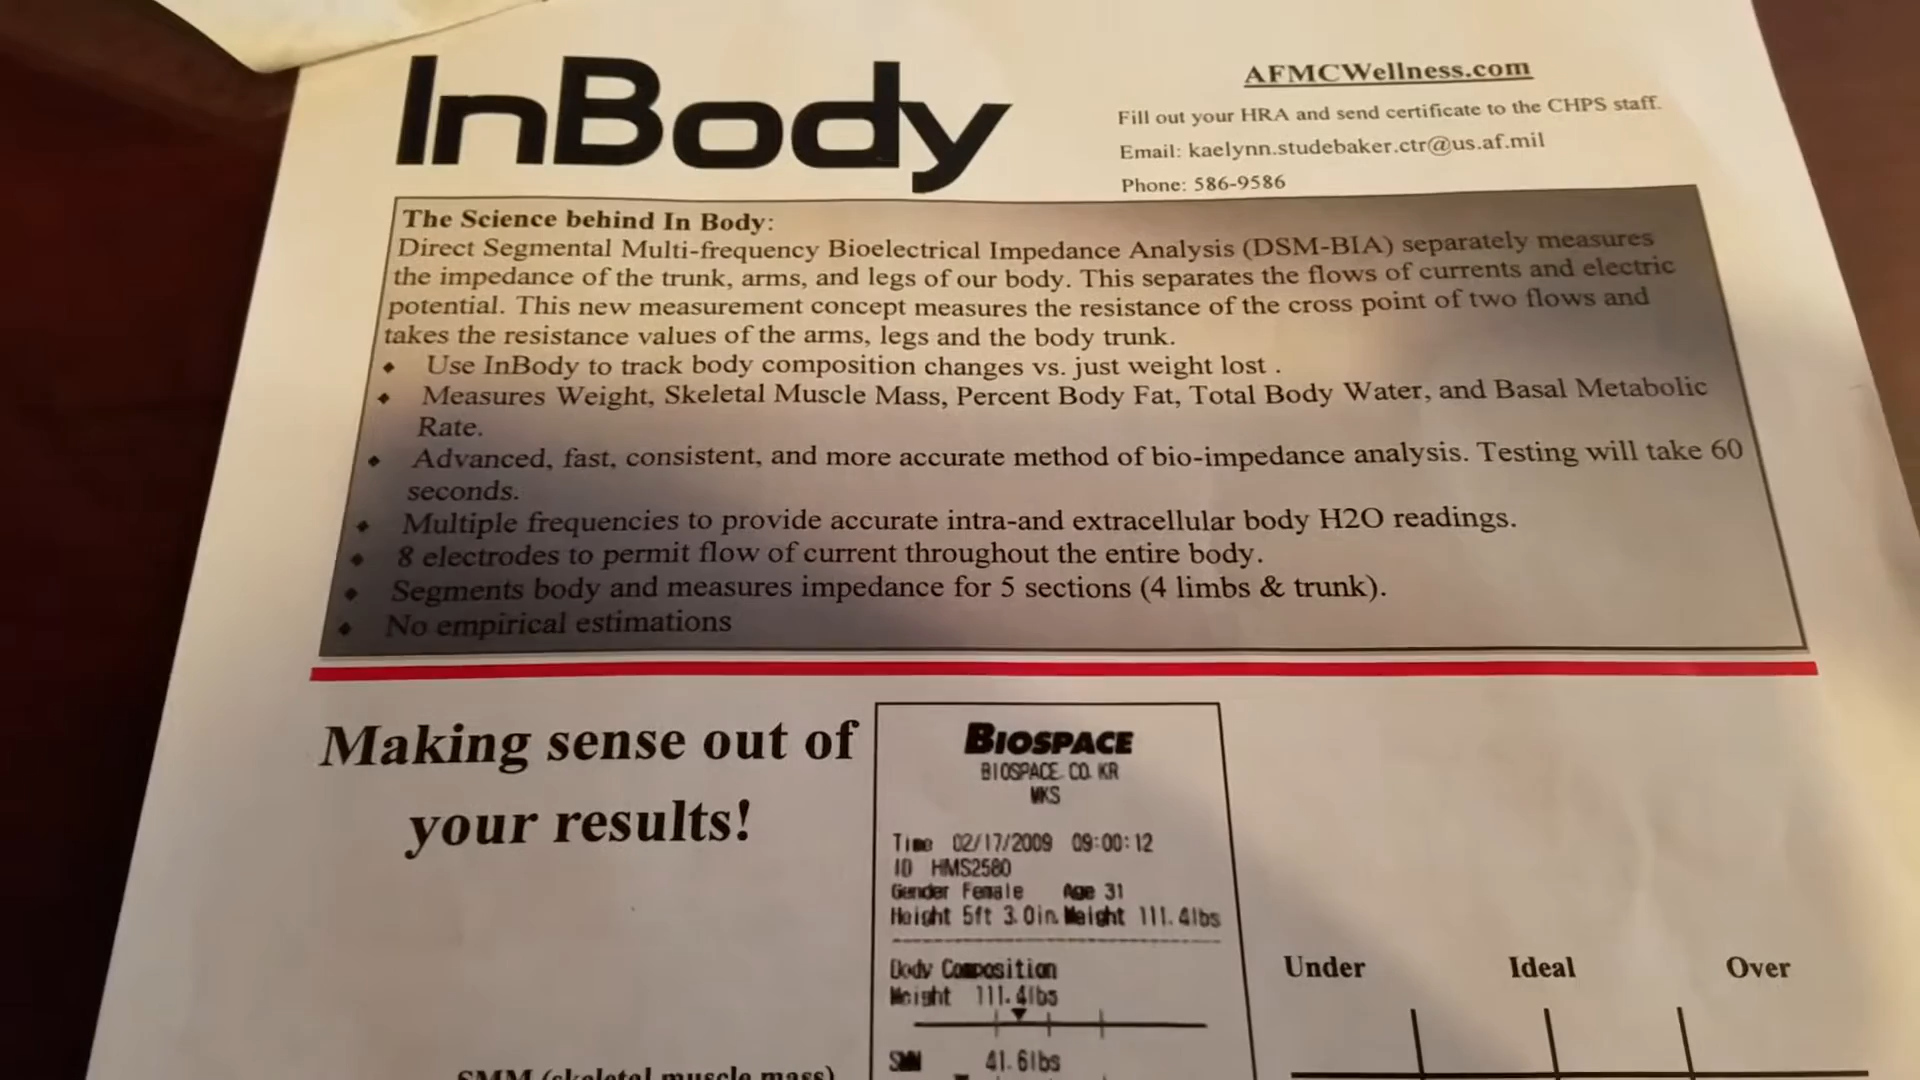 InBody
AFMCWellness.com
Fill out your HRA and send certificate to the CHPS staff.
Email: kaelynn.studebaker.ctr@us.af.mil
Phone: 586-9586
The Science behind In Body:
Direct Segmental Multi-frequency Bioelectrical Impedance Analysis (DSM-BIA) separately measures
the impedance of the trunk, arms, and legs of our body. This separates the flows of currents and electric
potential. This new measurement concept measures the resistance of the cross point of two flows and
takes the resistance values of the arms, legs and the body trunk.
◆ Use InBody to track body composition changes vs. just weight lost .
◆ Measures Weight, Skeletal Muscle Mass, Percent Body Fat, Total Body Water, and Basal Metabolic
Rate.
◆ Advanced, fast, consistent, and more accurate method of bio-impedance analysis. Testing will take 60
seconds.
◆ Multiple frequencies to provide accurate intra-and extracellular body H2O readings.
◆ 8 electrodes to permit flow of current throughout the entire body.
◆ Segments body and measures impedance for 5 sections (4 limbs & trunk).
◆ No empirical estimations
Making sense out of
your results!
BIOSPACE
BIOSPACE CO. KR
WKS
Time 02/17/2009 09:00:12
ID HMS2580
Gender Female Age 31
Height 5ft 3.0in. Weight 111.4lbs
Body Composition
Weight 111.4lbs
SMM 41.6lbs
Under Ideal Over
SMM (skeletal muscle mass)